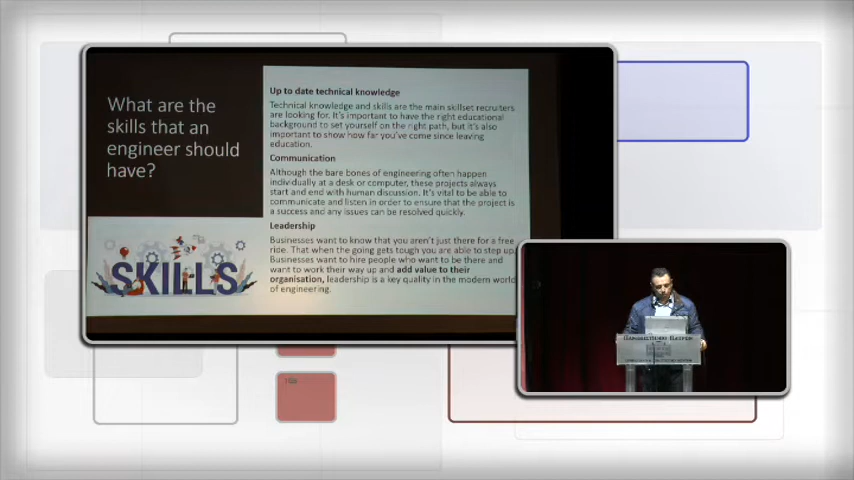 What are the
skills that an
engineer should
have?
SKILLS
Up to date technical knowledge
Technical knowledge and skills are the main skillset recruiters
are looking for. It's important to have the right educational
background to set yourself on the right path, but it's also
important to show how far you've come since leaving
education.
Communication
Although the bare bones of engineering often happen
individually at a desk or computer, these projects always
start and end with human discussion. It's vital to be able to
communicate and listen in order to ensure that the project is
a success and any issues can be resolved quickly.
Leadership
Businesses want to know that you aren't just there for a free
ride. That when the going gets tough you are able to step up.
Businesses want to hire people who want to be there and
want to work their way up and add value to their
organisation, leadership is a key quality in the modern world
of engineering.